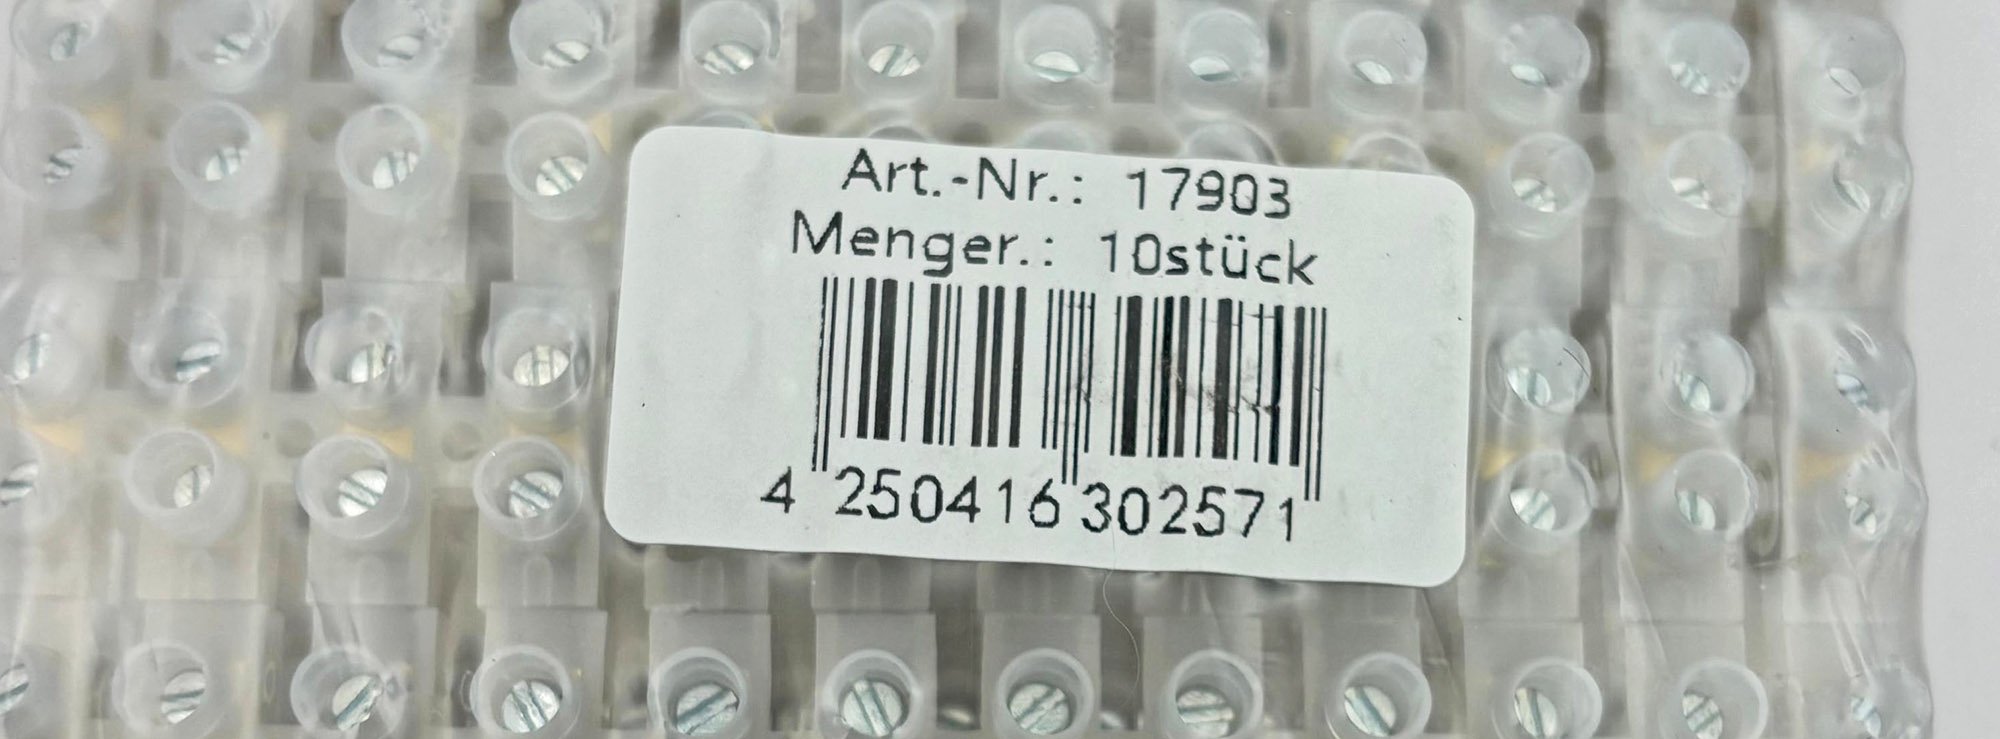 Art.-Nr.: 17903
Menger.: 10stück
4 250416 302571